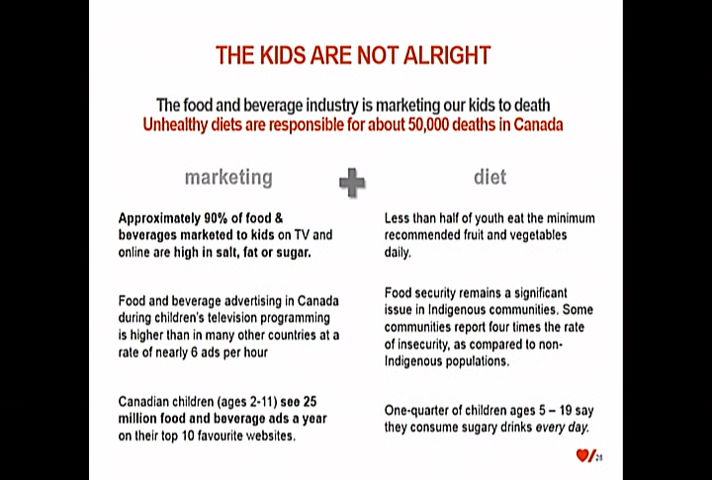 THE KIDS ARE NOT ALRIGHT
The food and beverage industry is marketing our kids to death
Unhealthy diets are responsible for about 50,000 deaths in Canada
marketing
Approximately 90% of food &
beverages marketed to kids on TV and
online are high in salt, fat or sugar.
Food and beverage advertising in Canada
during children's television programming
is higher than in many other countries at a
rate of nearly 6 ads per hour
Canadian children (ages 2-11) see 25
million food and beverage ads a year
on their top 10 favourite websites.
diet
Less than half of youth eat the minimum
recommended fruit and vegetables
daily.
Food security remains a significant
issue in Indigenous communities. Some
communities report four times the rate
of insecurity, as compared to non-
Indigenous populations.
One-quarter of children ages 5 – 19 say
they consume sugary drinks every day.